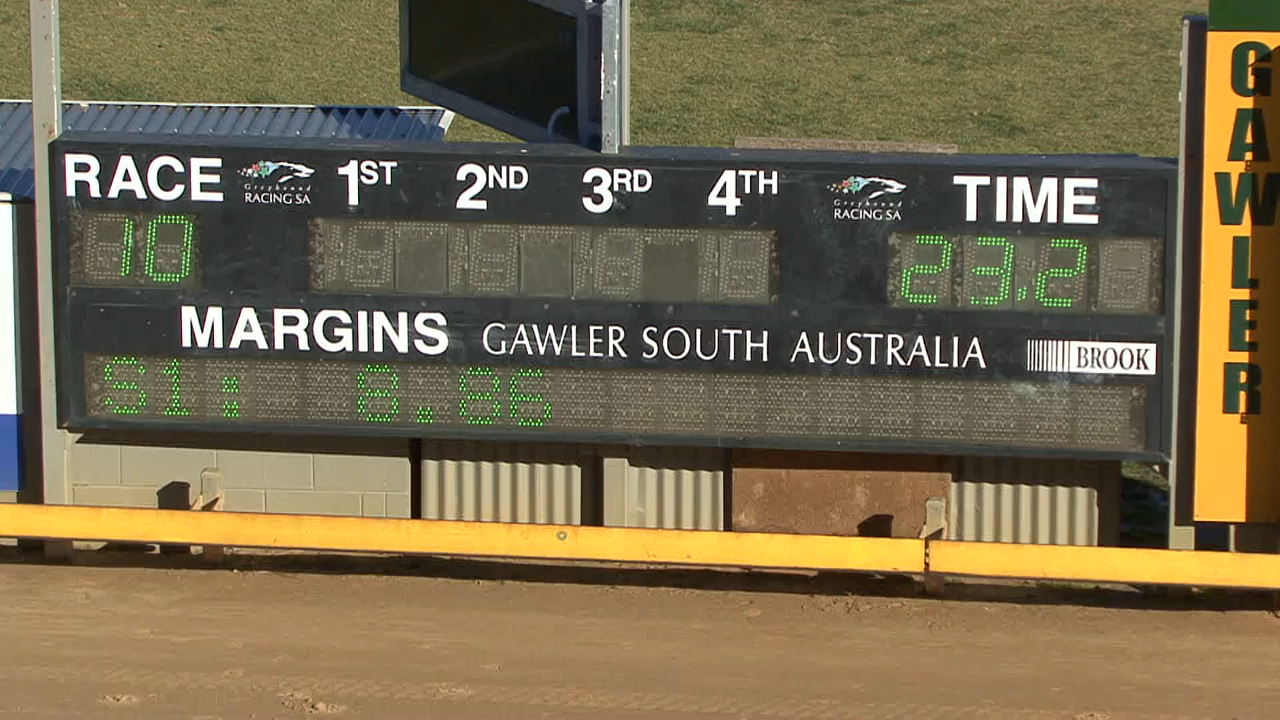 RACE
Greyhound
RACING SA
1ST 2ND 3RD 4TH
Greyhound
RACING SA
TIME
10
23.2
MARGINS GAWLER SOUTH AUSTRALIA BROOK
S1: 8.86
GAWLER